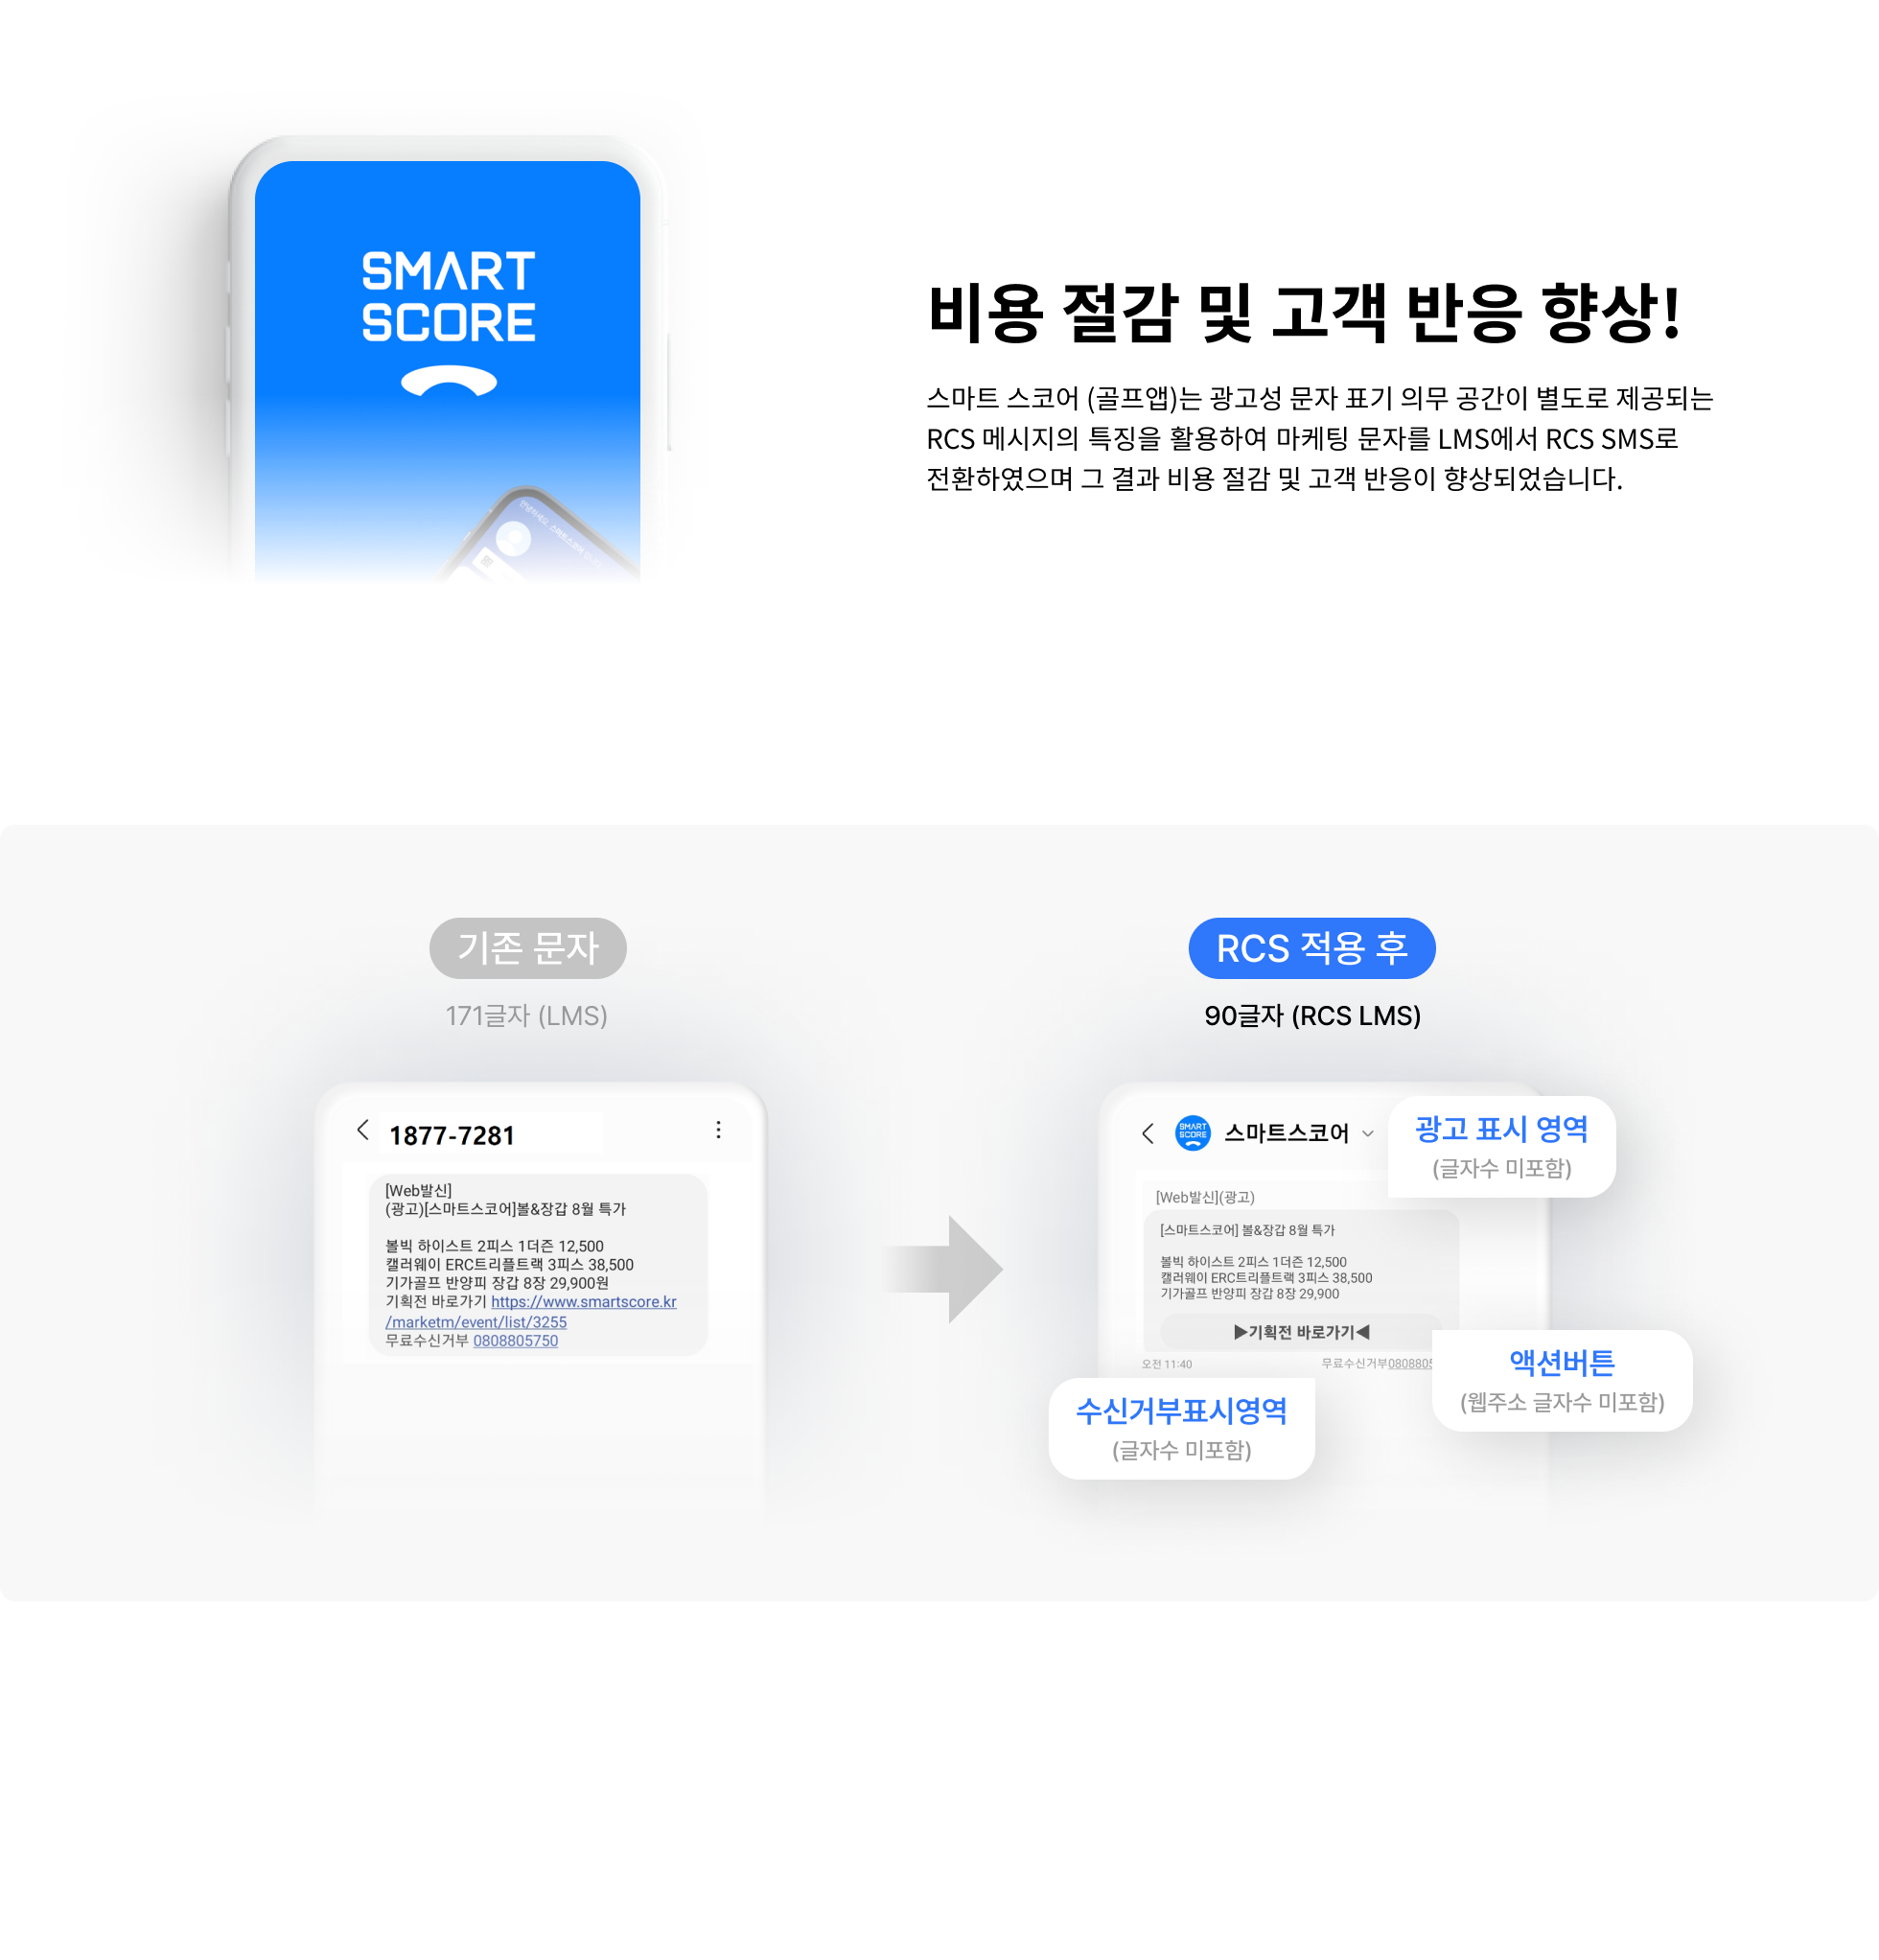 SMART
SCORE
비용 절감 및 고객 반응 향상!
스마트 스코어 (골프앱)는 광고성 문자 표기 의무 공간이 별도로 제공되는
RCS 메시지의 특징을 활용하여 마케팅 문자를 LMS에서 RCS SMS로
전환하였으며 그 결과 비용 절감 및 고객 반응이 향상되었습니다.
기존 문자
171글자 (LMS)
1877-7281
[Web발신]
(광고)[스마트스코어]볼&장갑 8월 특가
볼빅 하이스트 2피스 1더즌 12,500
캘러웨이 ERC트리플트랙 3피스 38,500
기가골프 반양피 장갑 8장 29,900원
기획전 바로가기 https://www.smartscore.kr
/marketm/event/list/3255
무료수신거부 0808805750
RCS 적용 후
90글자 (RCS LMS)
SMART
SCORE
스마트스코어
광고 표시 영역
(글자수 미포함)
[Web발신](광고)
[스마트스코어] 볼&장갑 8월 특가
볼빅 하이스트 2피스 1더즌 12,500
캘러웨이 ERC트리플트랙 3피스 38,500
기가골프 반양피 장갑 8장 29,900
▶기획전 바로가기◀
오전 11:40
무료수신거부0808805
액션버튼
(웹주소 글자수 미포함)
수신거부표시영역
(글자수 미포함)